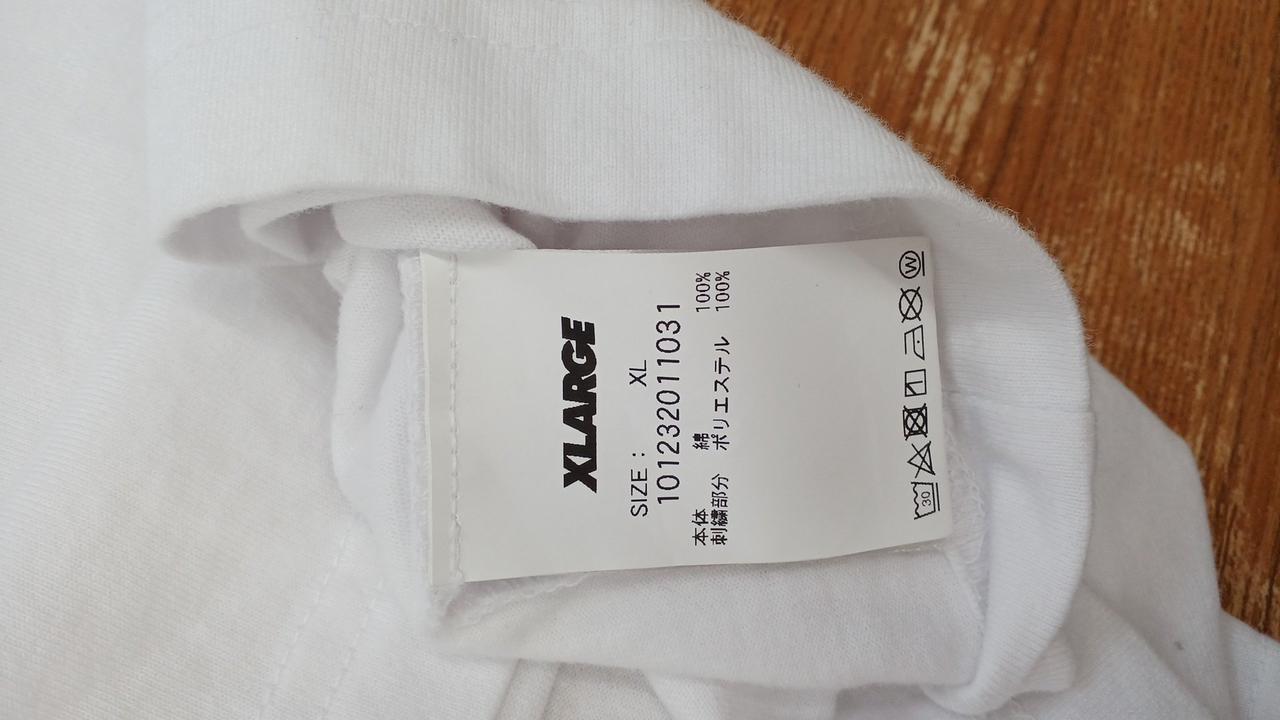 XLARGE
SIZE : XL
101232011031
本体 綿 100%
刺繍部分 ポリエステル 100%
30
W